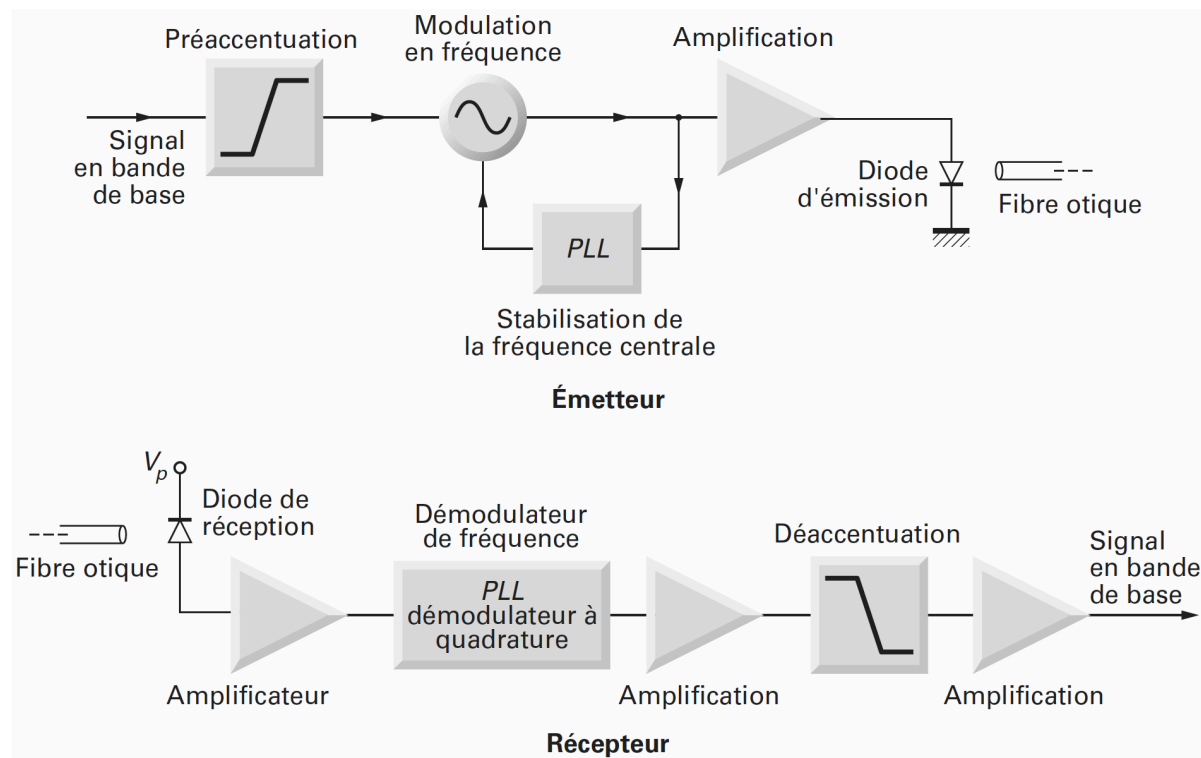 Préaccentuation
Modulation
en fréquence
Amplification
Signal
en bande
de base
PLL
Stabilisation de
la fréquence centrale
Diode
d'émission
Fibre otique
Émetteur
Vp
Diode de
réception
Fibre otique
Amplificateur
Démodulateur
de fréquence
PLL
démodulateur à
quadrature
Amplification
Déaccentuation
Amplification
Signal
en bande
de base
Récepteur